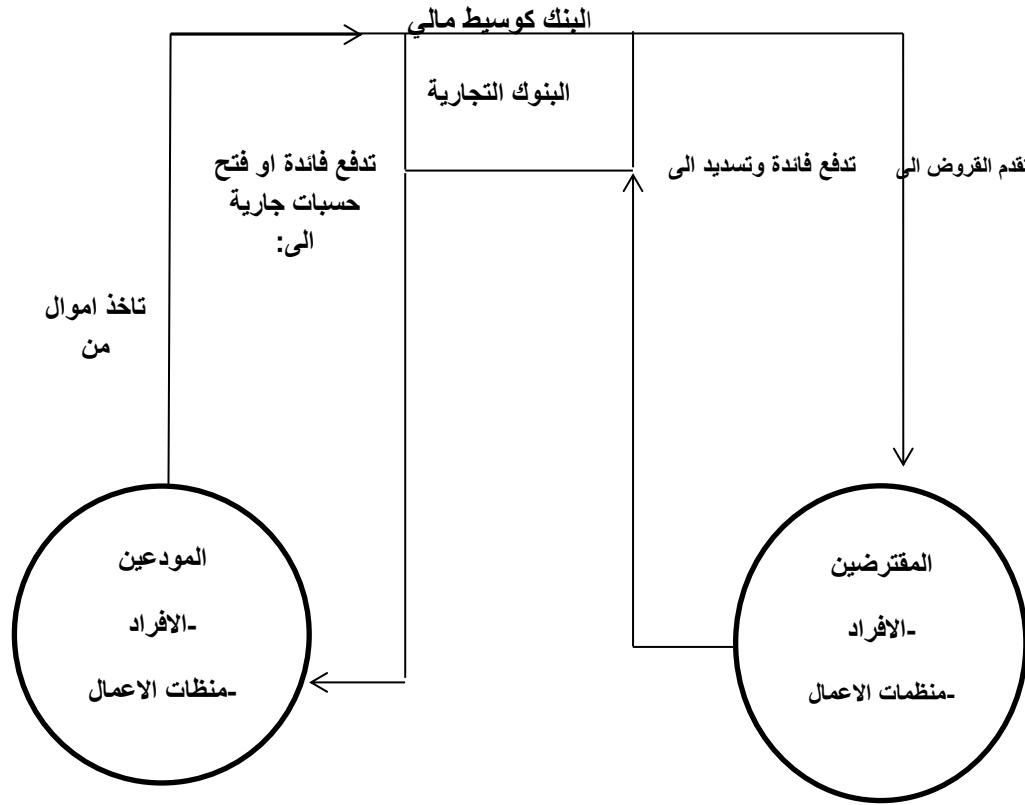 البنك كوسيط مالي
البنوك التجارية
تقدم القروض الى
تدفع فائدة وتسديد الى
تدفع فائدة او فتح
حسبات جارية
الى:
تاخذ اموال
من
المقترضين
-الافراد
-منظمات الاعمال
المودعين
-الافراد
-منظات الاعمال